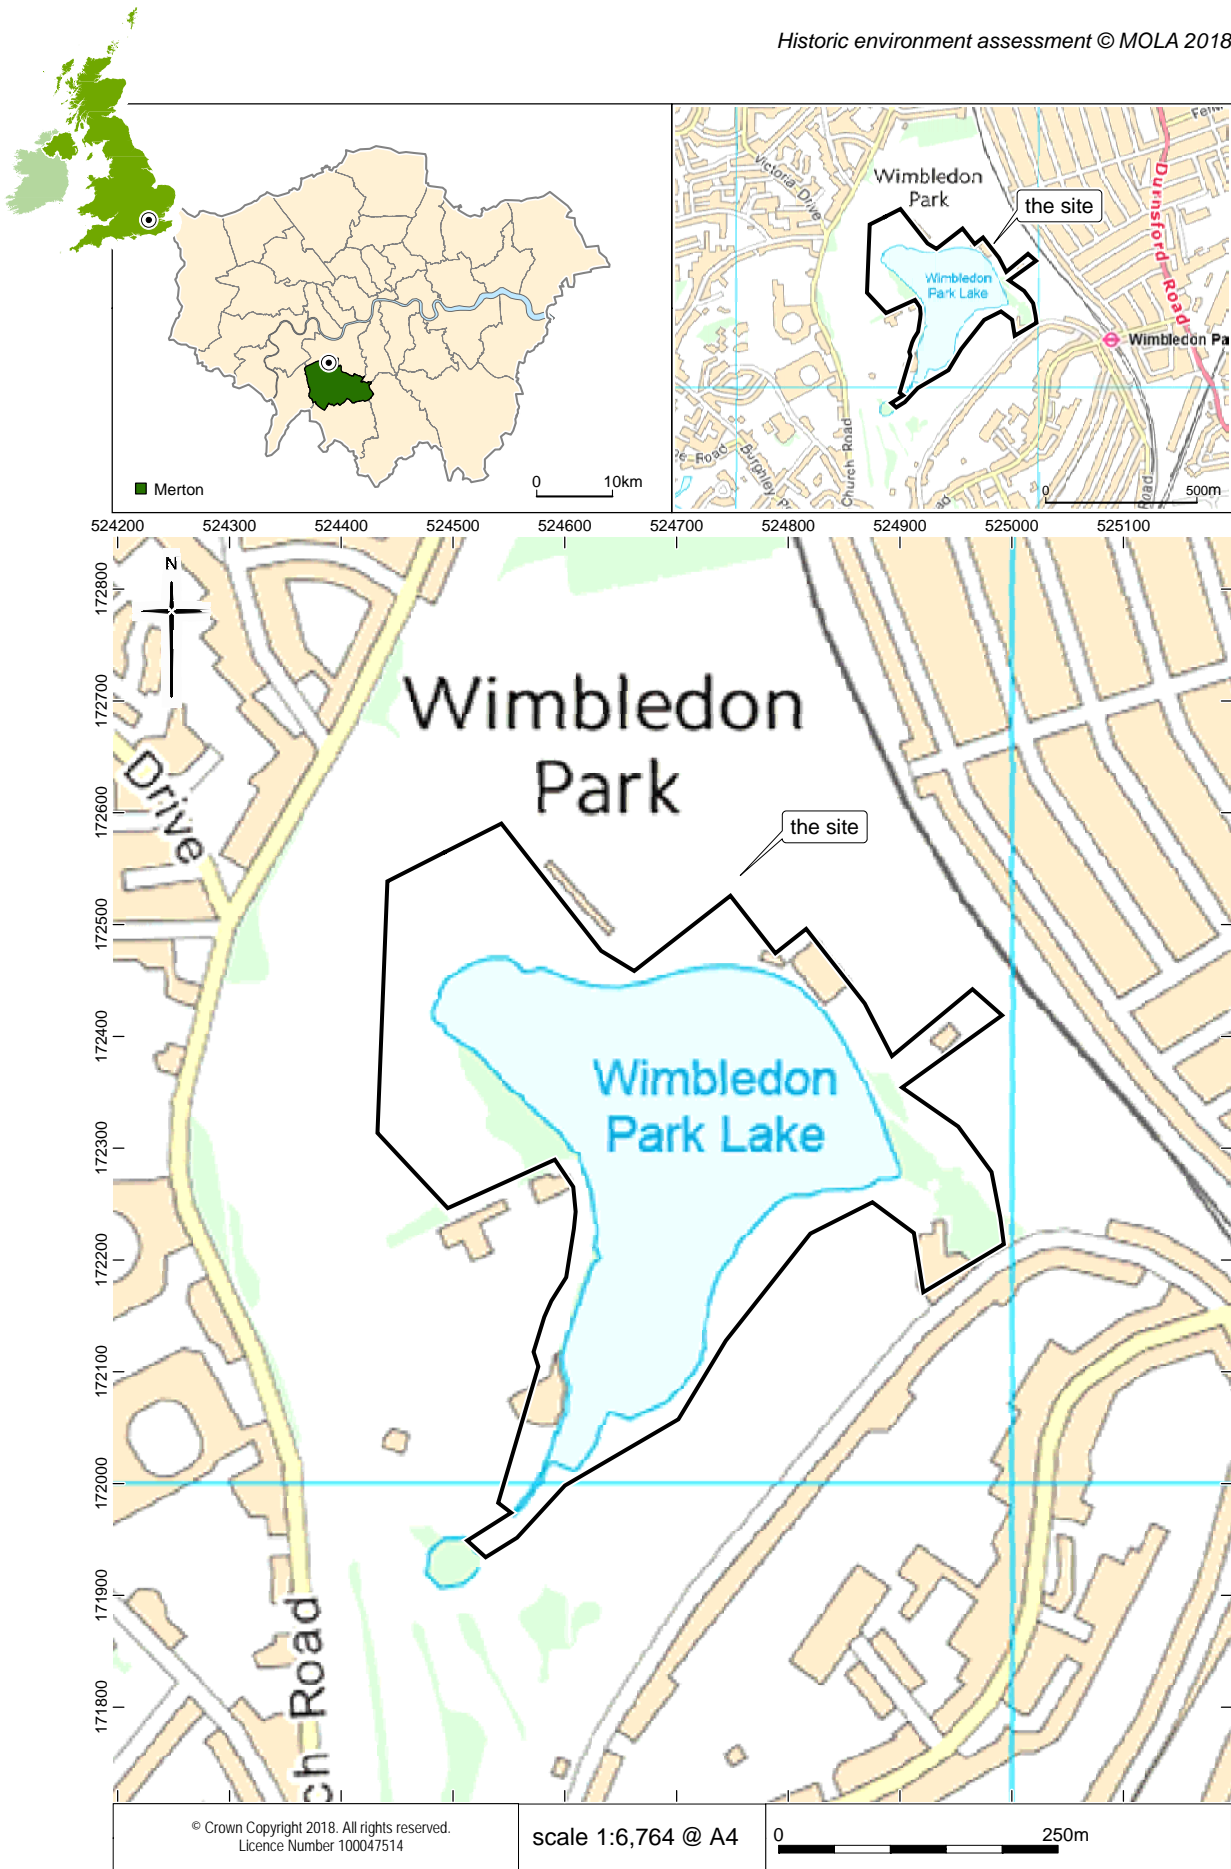 Historic environment assessment © MOLA 2018
Merton
0 10km
Victoria Drive
Wimbledon
Park
the site
Wimbledon
Park Lake
Durnsford Road
Wimbledon Pa
Church Road
Road
Burghley
Road
0 500m
524200 524300 524400 524500 524600 524700 524800 524900 525000 525100
N
172800
172700
172600
172500
172400
172300
172200
172100
172000
171900
171800
Drive
Wimbledon
Park
the site
Wimbledon
Park Lake
ch Road
© Crown Copyright 2018. All rights reserved.
Licence Number 100047514
scale 1:6,764 @ A4
0 250m